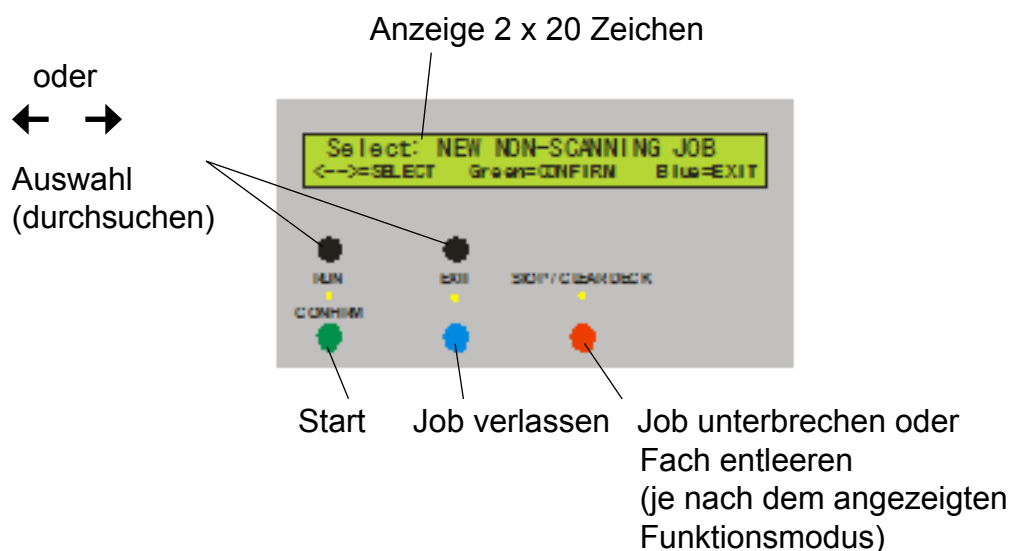 Anzeige 2 x 20 Zeichen
oder
Auswahl
(durchsuchen)
Select: NEW NON-SCANNING JOB
<-->=SELECT Green=CONFIRM Blue=EXIT
RUN EXIT STOP / CLEAR DECK
CONFIRM
Start Job verlassen Job unterbrechen oder
Fach entleeren
(je nach dem angezeigten
Funktionsmodus)